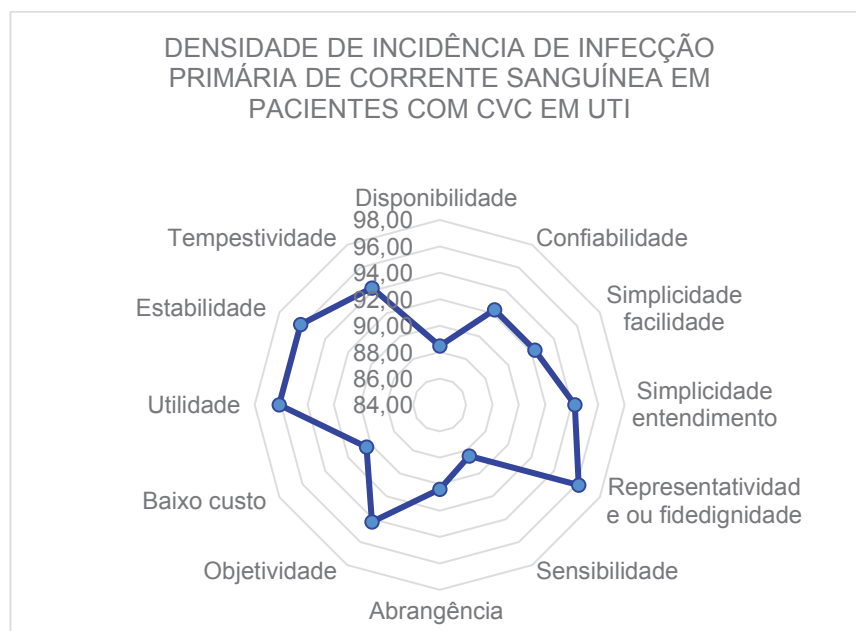 DENSIDADE DE INCIDÊNCIA DE INFECÇÃO
PRIMÁRIA DE CORRENTE SANGUÍNEA EM
PACIENTES COM CVC EM UTI
Disponibilidade
98,00
96,00
94,00
92,00
90,00
88,00
86,00
84,00
Confiabilidade
Simplicidade
facilidade
Simplicidade
entendimento
Representatividad
e ou fidedignidade
Sensibilidade
Abrangência
Objetividade
Baixo custo
Utilidade
Estabilidade
Tempestividade